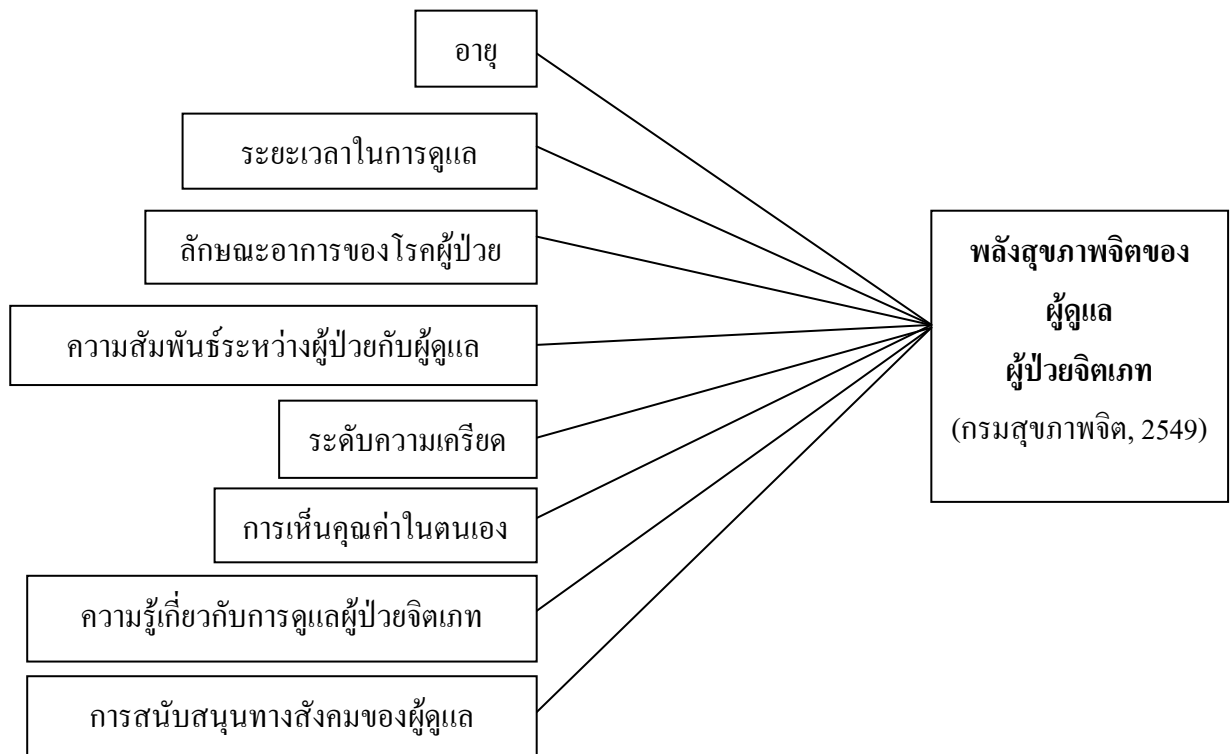 อายุ
ระยะเวลาในการดูแล
ลักษณะอาการของโรคผู้ป่วย
ความสัมพันธ์ระหว่างผู้ป่วยกับผู้ดูแล
ระดับความเครียด
การเห็นคุณค่าในตนเอง
ความรู้เกี่ยวกับการดูแลผู้ป่วยจิตเภท
การสนับสนุนทางสังคมของผู้ดูแล
พลังสุขภาพจิตของ
ผู้ดูแล
ผู้ป่วยจิตเภท
(กรมสุขภาพจิต, 2549)